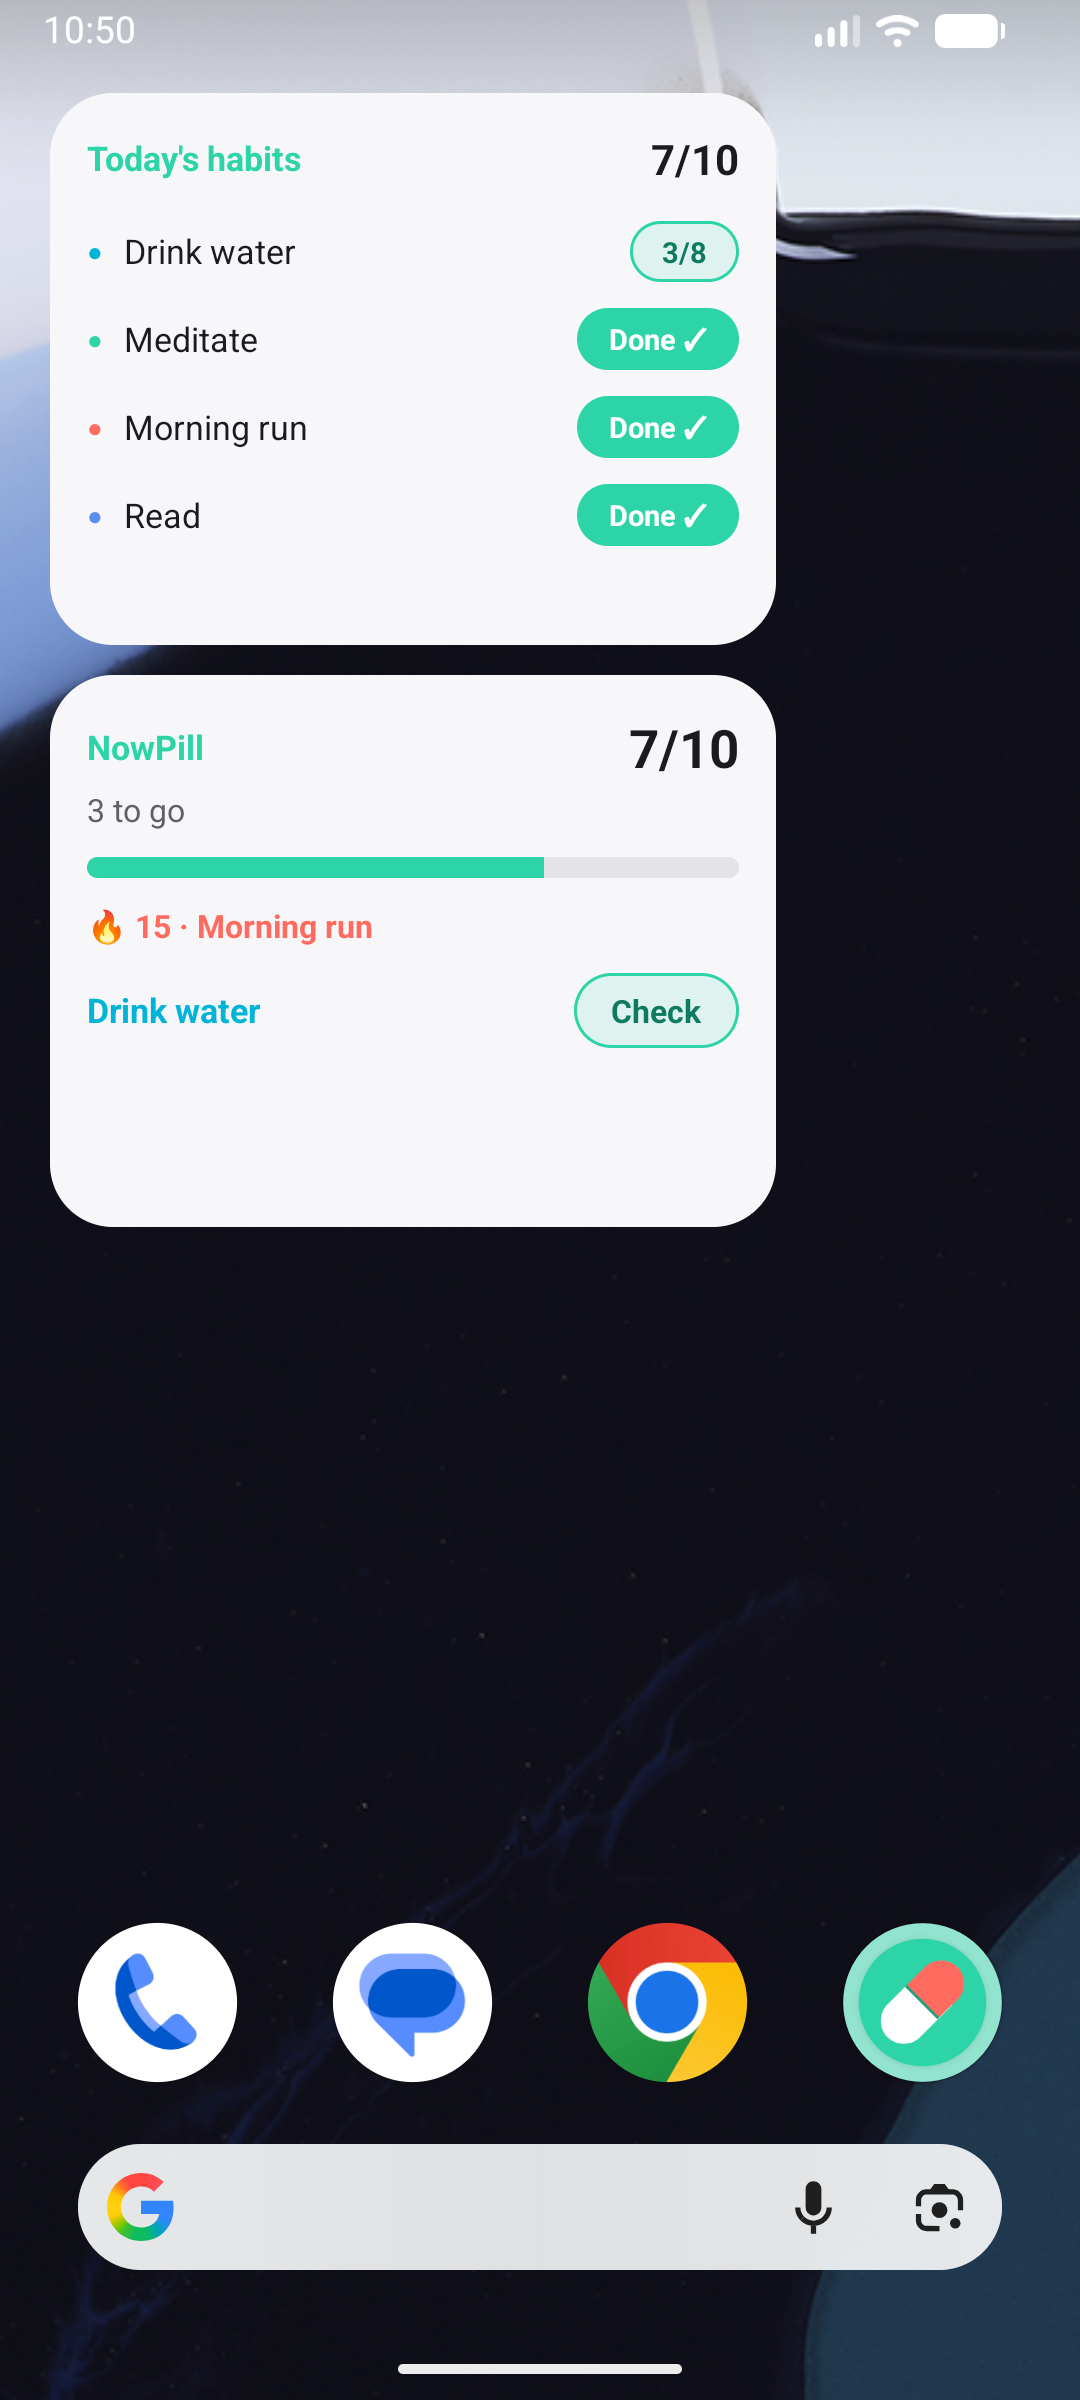 10:50
Today's habits 7/10
Drink water 3/8
Meditate Done ✓
Morning run Done ✓
Read Done ✓
NowPill 7/10
3 to go
🔥 15 · Morning run
Drink water Check